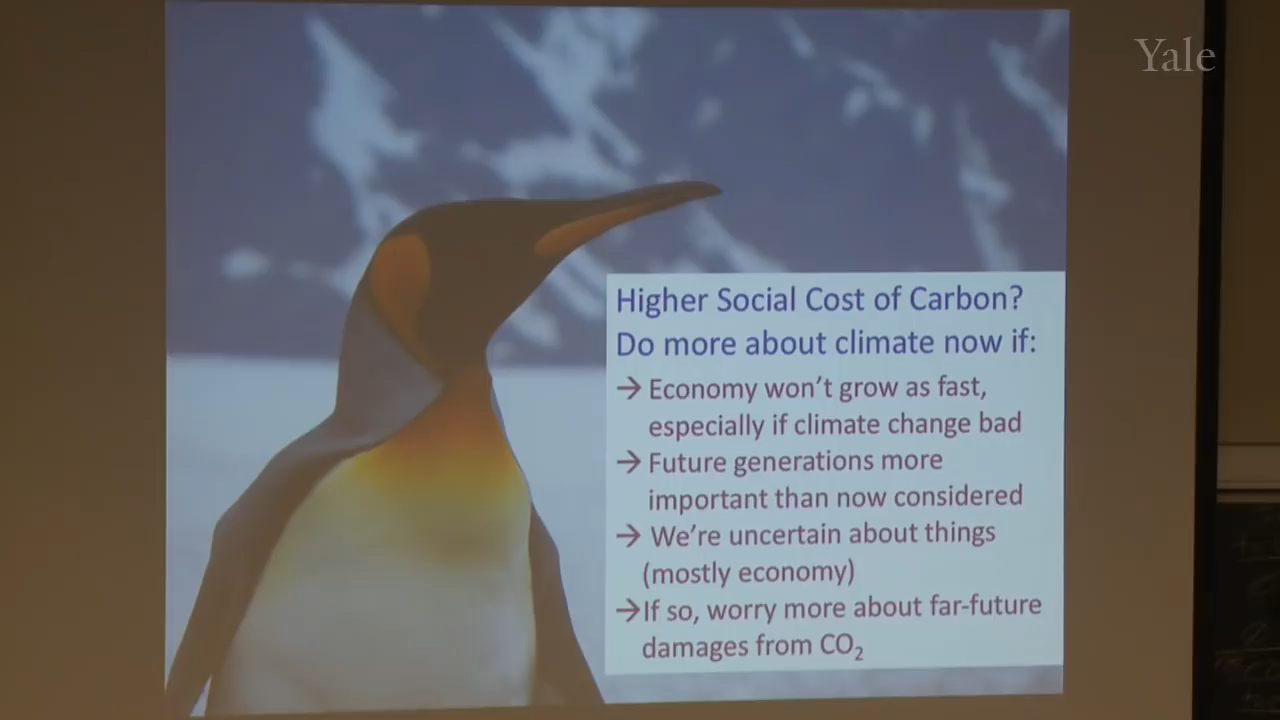 Yale
Higher Social Cost of Carbon?
Do more about climate now if:
→ Economy won't grow as fast,
especially if climate change bad
→ Future generations more
important than now considered
→ We're uncertain about things
(mostly economy)
→If so, worry more about far-future
damages from CO₂